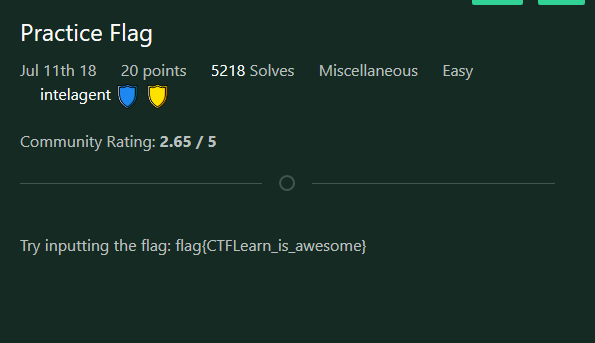 Practice Flag
Jul 11th 18 20 points 5218 Solves Miscellaneous Easy
intelagent
Community Rating: 2.65 / 5
Try inputting the flag: flag{CTFLearn_is_awesome}